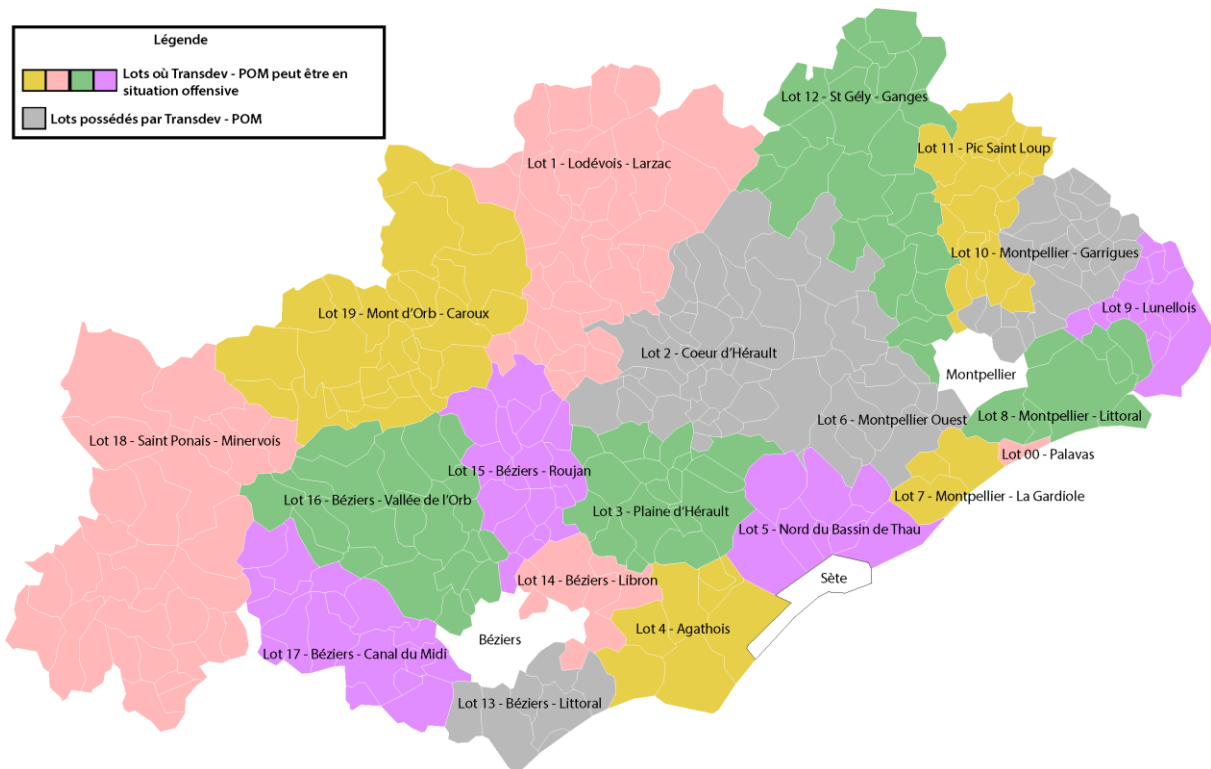 Légende
Lots où Transdev - POM peut être en
situation offensive
Lots possédés par Transdev - POM
Lot 12 - St Gély - Ganges
Lot 11 - Pic Saint Loup
Lot 1 - Lodévois - Larzac
Lot 10 - Montpellier - Garrigues
Lot 9 - Lunellois
Lot 19 - Mont d'Orb - Caroux
Lot 2 - Coeur d'Hérault
Montpellier
Lot 6 - Montpellier Ouest
Lot 8 - Montpellier - Littoral
Lot 18 - Saint Ponais - Minervois
Lot 00 - Palavas
Lot 15 - Béziers - Roujan
Lot 16 - Béziers - Vallée de l'Orb
Lot 7 - Montpellier - La Gardiole
Lot 3 - Plaine d'Hérault
Lot 5 - Nord du Bassin de Thau
Lot 14 - Béziers - Libron
Sète
Lot 4 - Agathois
Béziers
Lot 17 - Béziers - Canal du Midi
Lot 13 - Béziers - Littoral